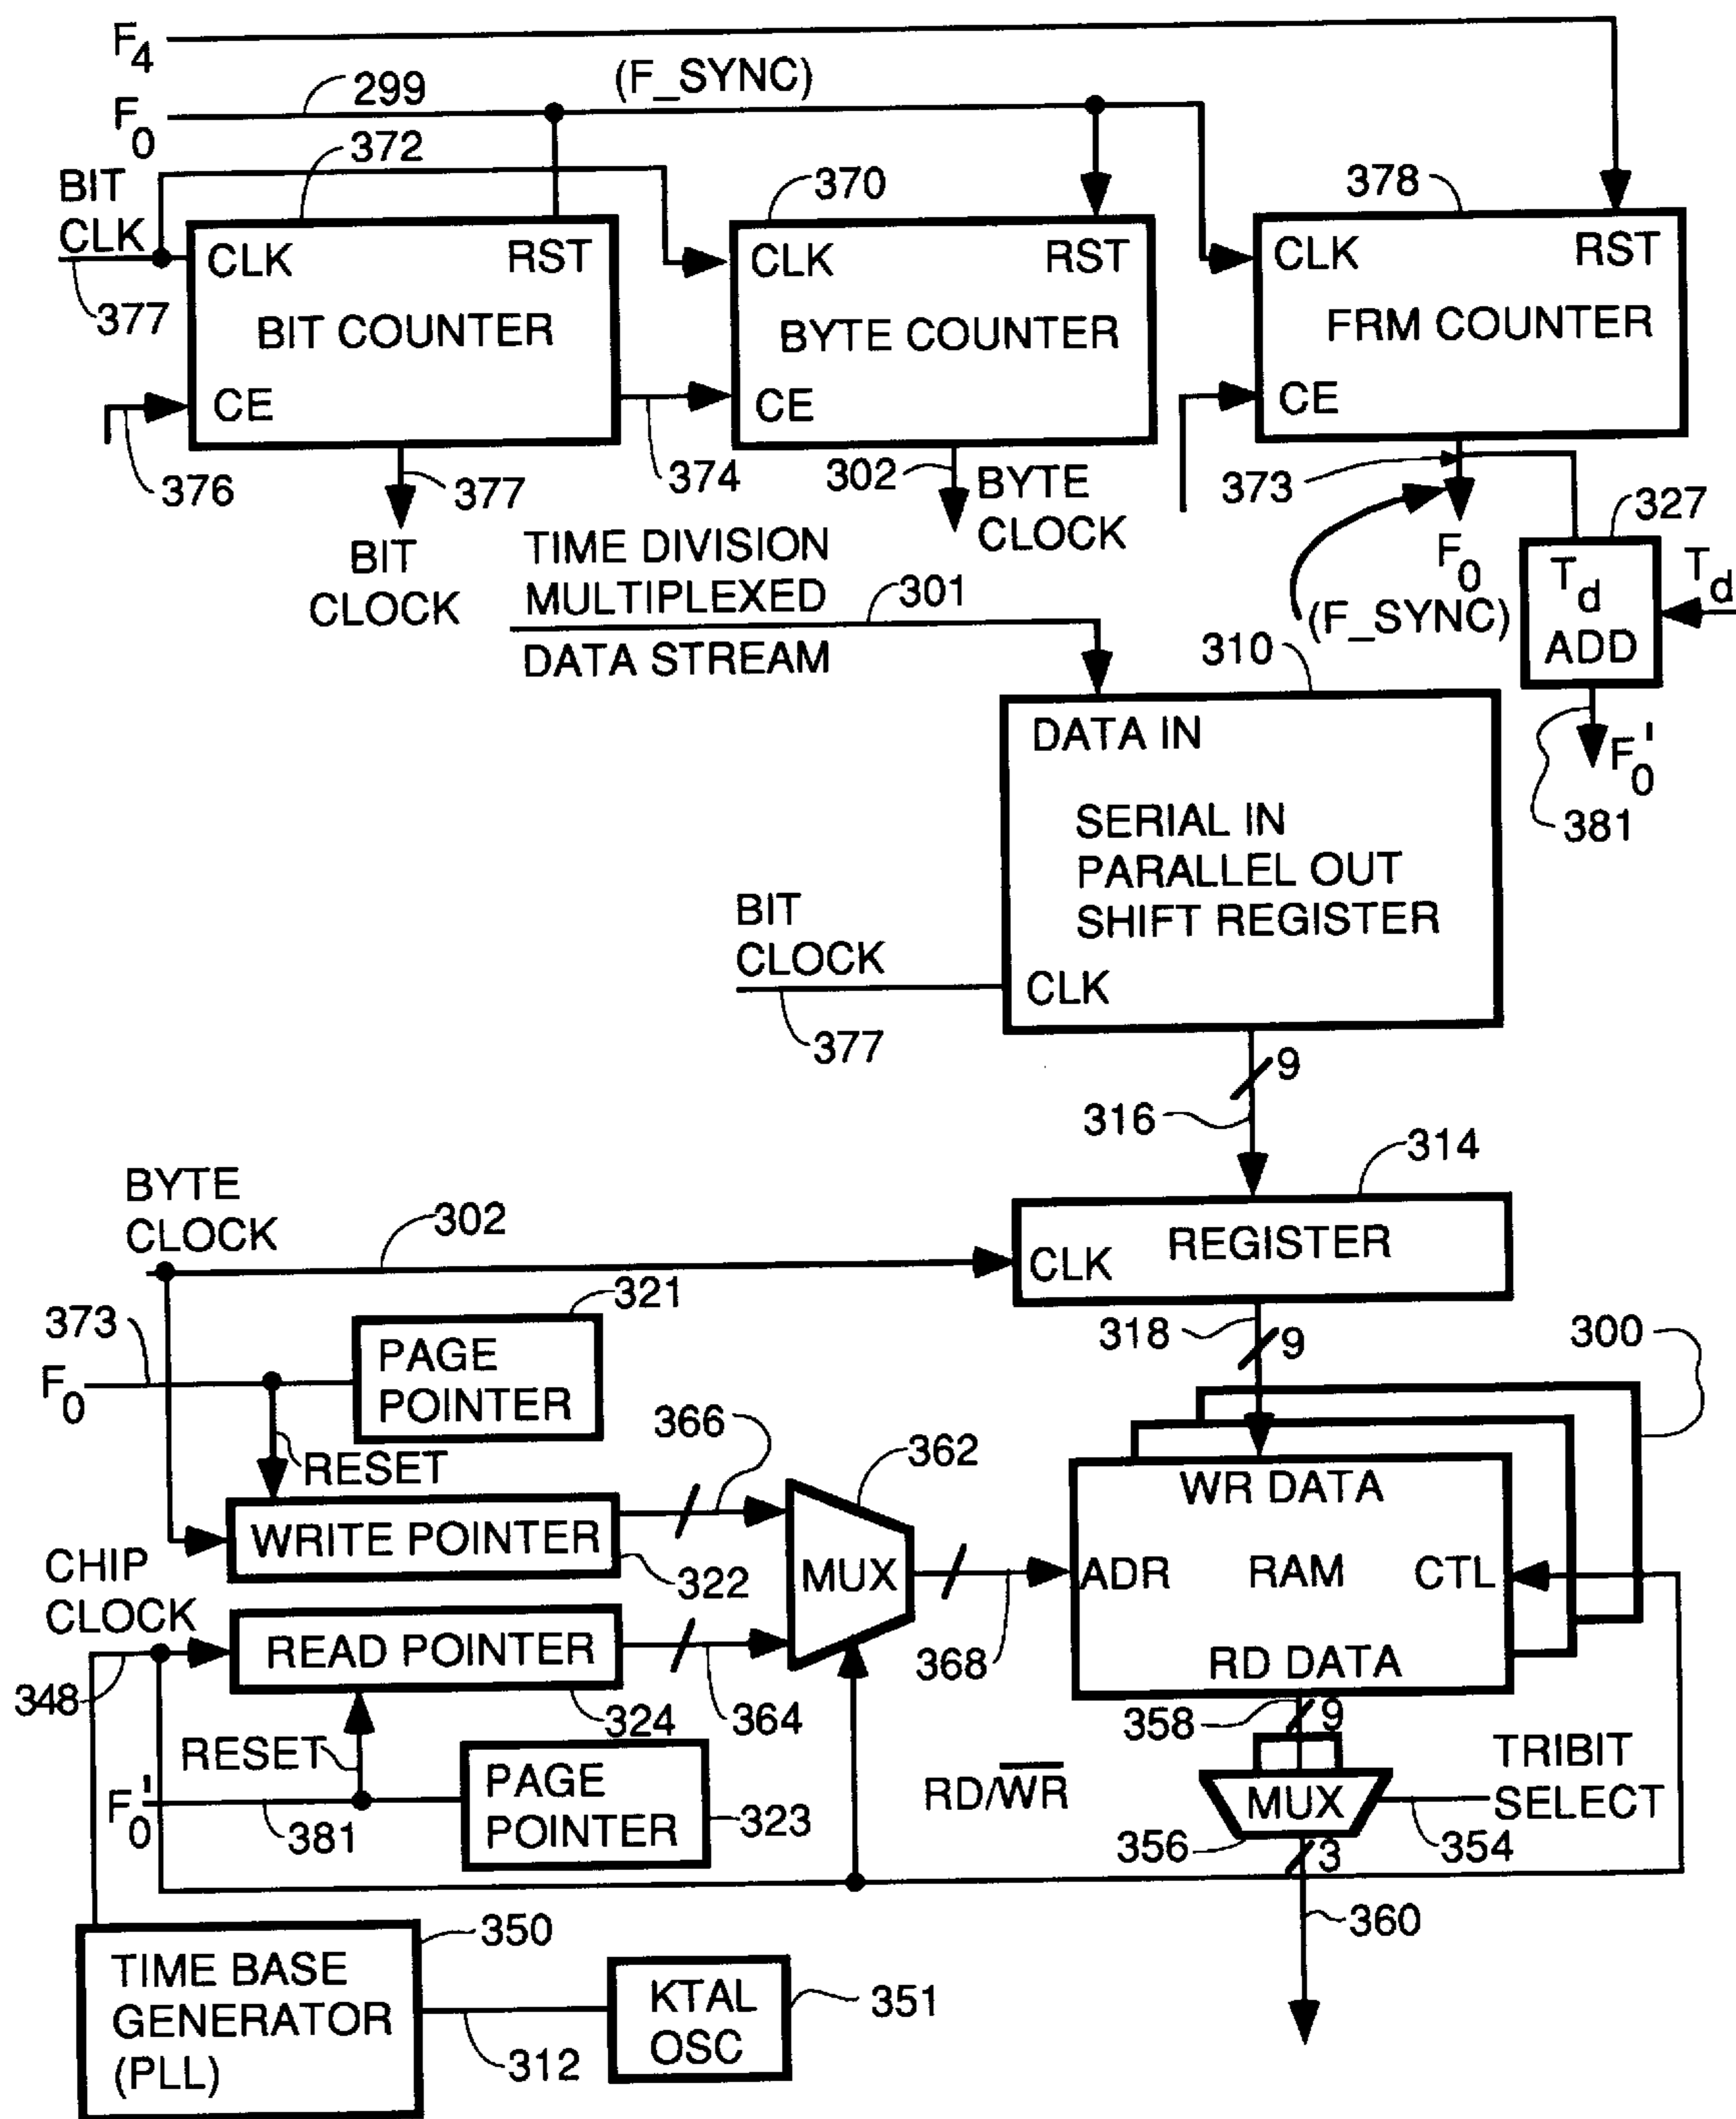 F4
F0
299
(F_SYNC)
372
370
378
BIT
CLK
377
CLK
RST
BIT COUNTER
CE
CLK
RST
BYTE COUNTER
CE
CLK
RST
FRM COUNTER
CE
376
377
BIT
CLOCK
374
302
BYTE
CLOCK
373
F0
(F_SYNC)
327
Td
ADD
Td
F0'
381
TIME DIVISION
MULTIPLEXED
DATA STREAM
301
310
DATA IN
SERIAL IN
PARALLEL OUT
SHIFT REGISTER
CLK
BIT
CLOCK
377
9
316
314
BYTE
CLOCK
302
REGISTER
CLK
373
F0
321
PAGE
POINTER
318
9
300
RESET
366
362
WRITE POINTER
322
WR DATA
ADR
RAM
CTL
RD DATA
MUX
368
CHIP
CLOCK
READ POINTER
348
324
364
RESET
F0'
381
PAGE
POINTER
323
RD/WR
358
9
TRIBIT
SELECT
MUX
356
3
354
360
350
TIME BASE
GENERATOR
(PLL)
312
KTAL
OSC
351